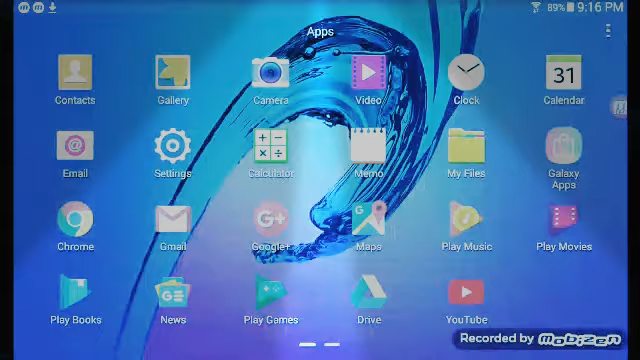 89% 9:16 PM
Apps
Contacts Gallery Camera Video Clock Calendar
31
Email Settings Calculator Memo My Files Galaxy Apps
Chrome Gmail Google+ Maps Play Music Play Movies
Play Books News Play Games Drive YouTube
Recorded by Mobizen